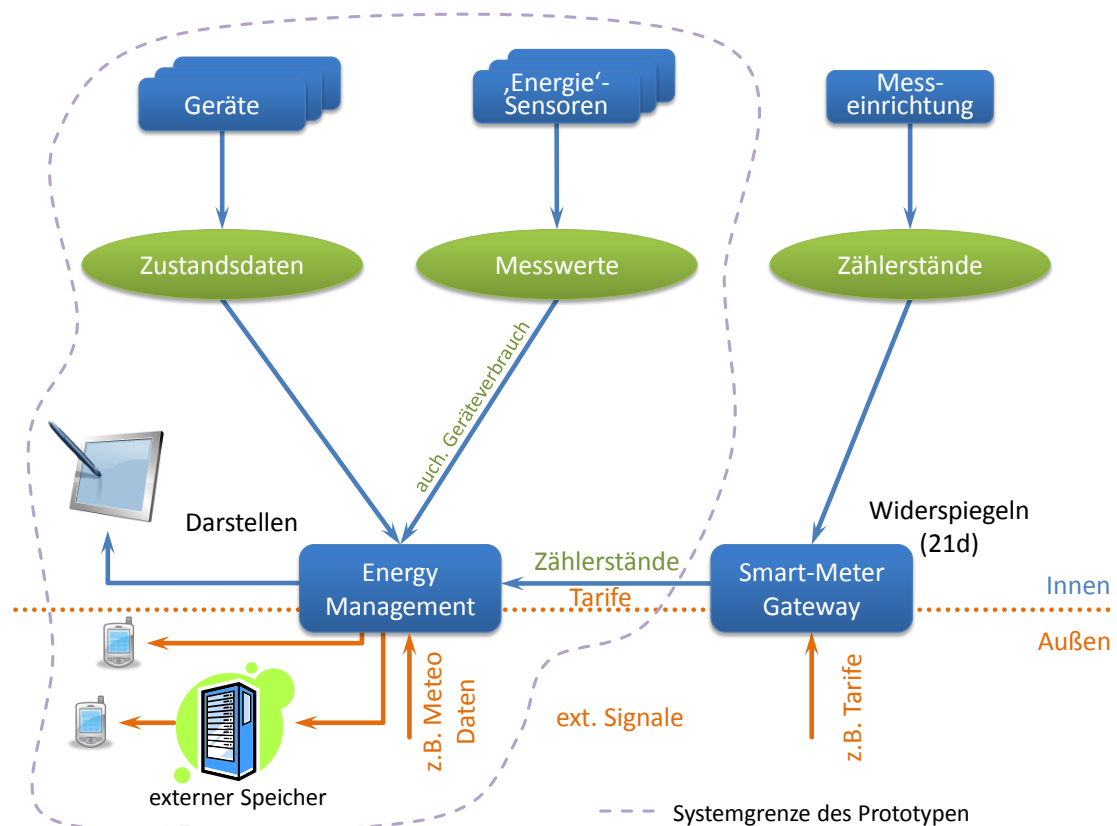 Geräte
‚Energie‘-
Sensoren
Mess-
einrichtung
Zustandsdaten
Messwerte
Zählerstände
auch. Geräteverbrauch
Darstellen
Widerspiegeln
(21d)
Energy
Management
Zählerstände
Tarife
Smart-Meter
Gateway
Innen
Außen
z.B. Meteo
Daten
ext. Signale
z.B. Tarife
externer Speicher
Systemgrenze des Prototypen